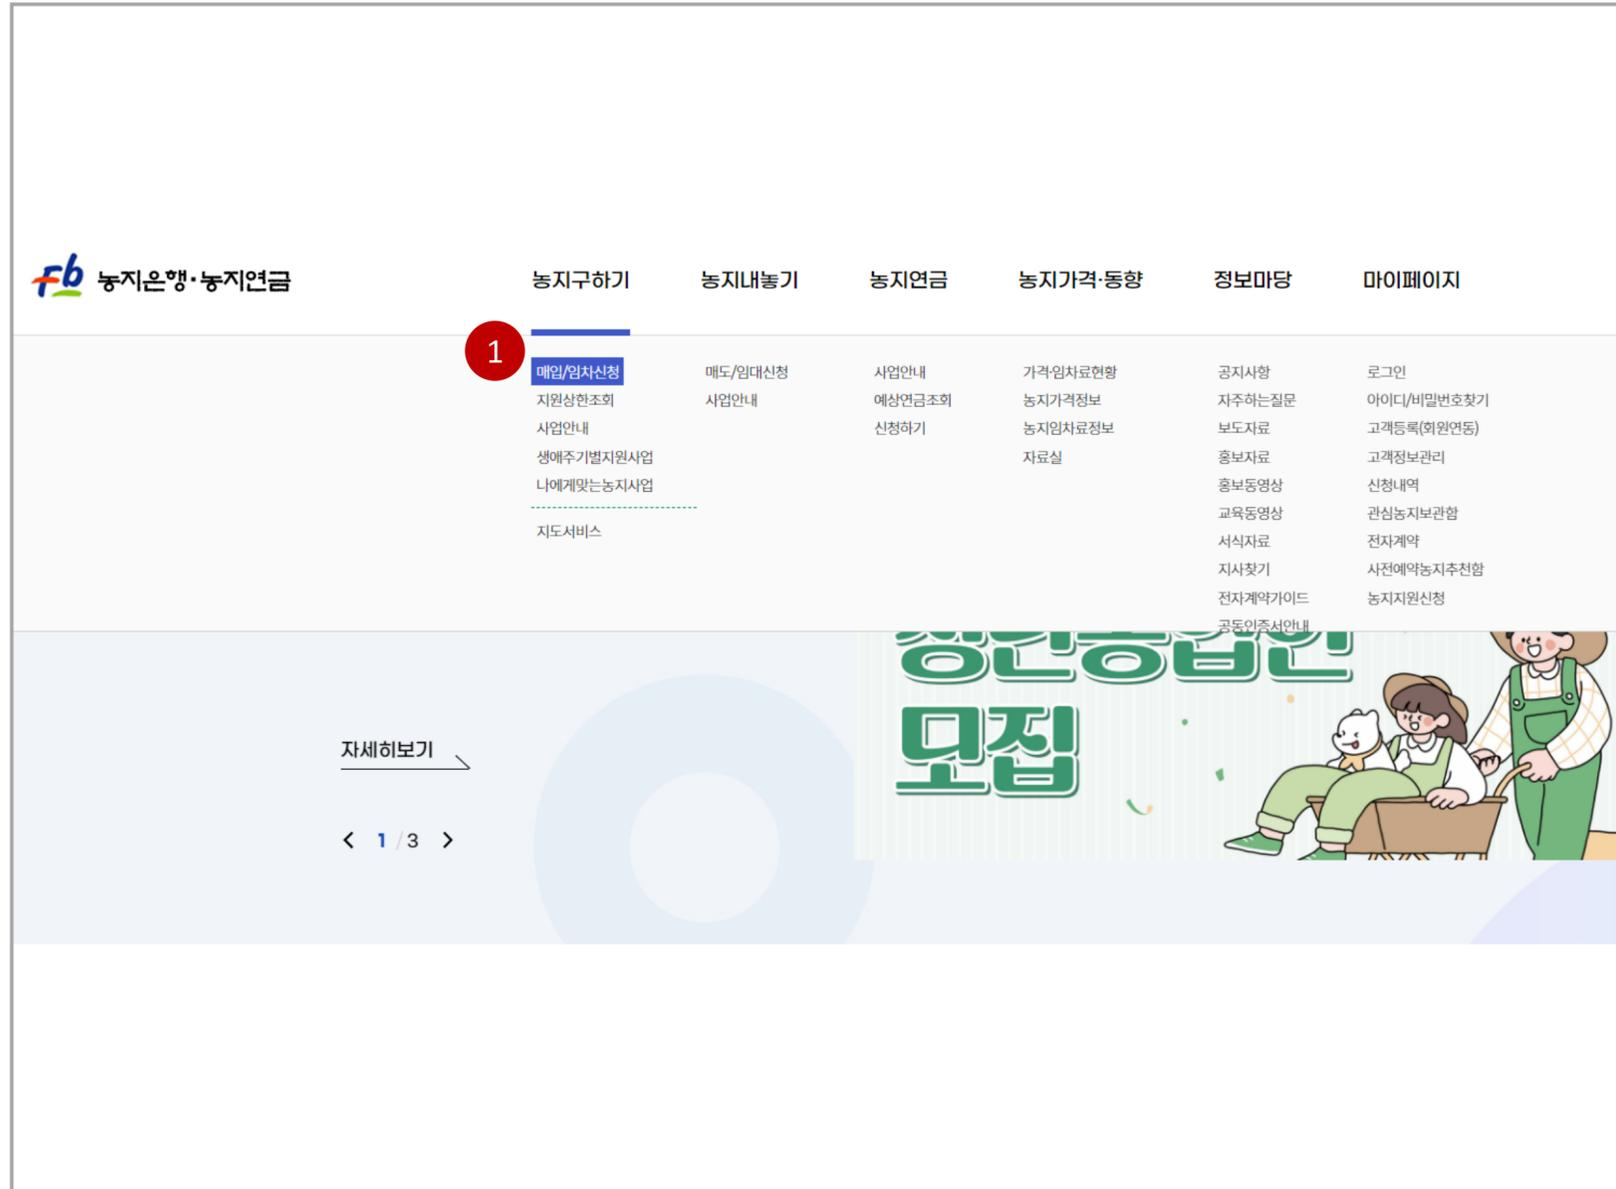 Fb 농지은행·농지연금
농지구하기 농지내놓기 농지연금 농지가격·동향 정보마당 마이페이지
1
매입/임차신청
지원상한조회
사업안내
생애주기별지원사업
나에게맞는농지사업
지도서비스
매도/임대신청
사업안내
사업안내
예상연금조회
신청하기
가격·임차료현황
농지가격정보
농지임차료정보
자료실
공지사항
자주하는질문
보도자료
홍보자료
홍보동영상
교육동영상
서식자료
지사찾기
전자계약가이드
공동인증서안내
로그인
아이디/비밀번호찾기
고객등록(회원연동)
고객정보관리
신청내역
관심농지보관함
전자계약
사전예약농지추천함
농지지원신청
모집
자세히보기
1 / 3